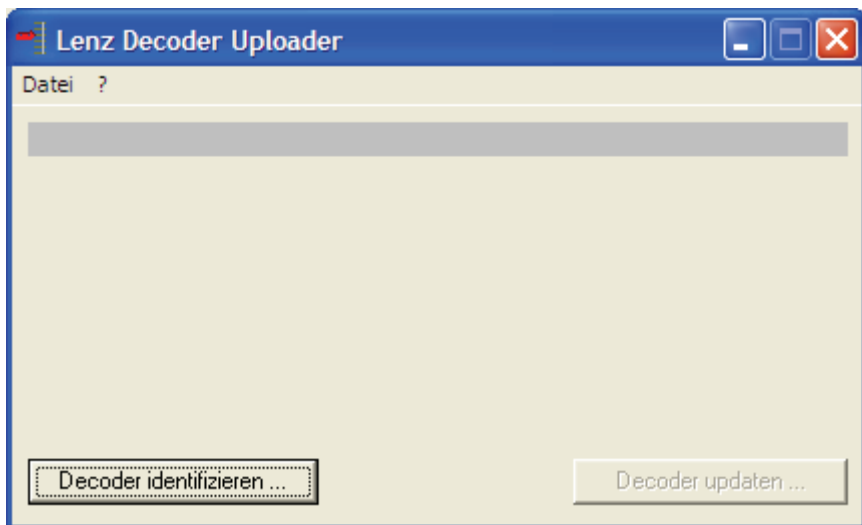 Lenz Decoder Uploader
Datei ?
Decoder identifizieren ... Decoder updaten ...